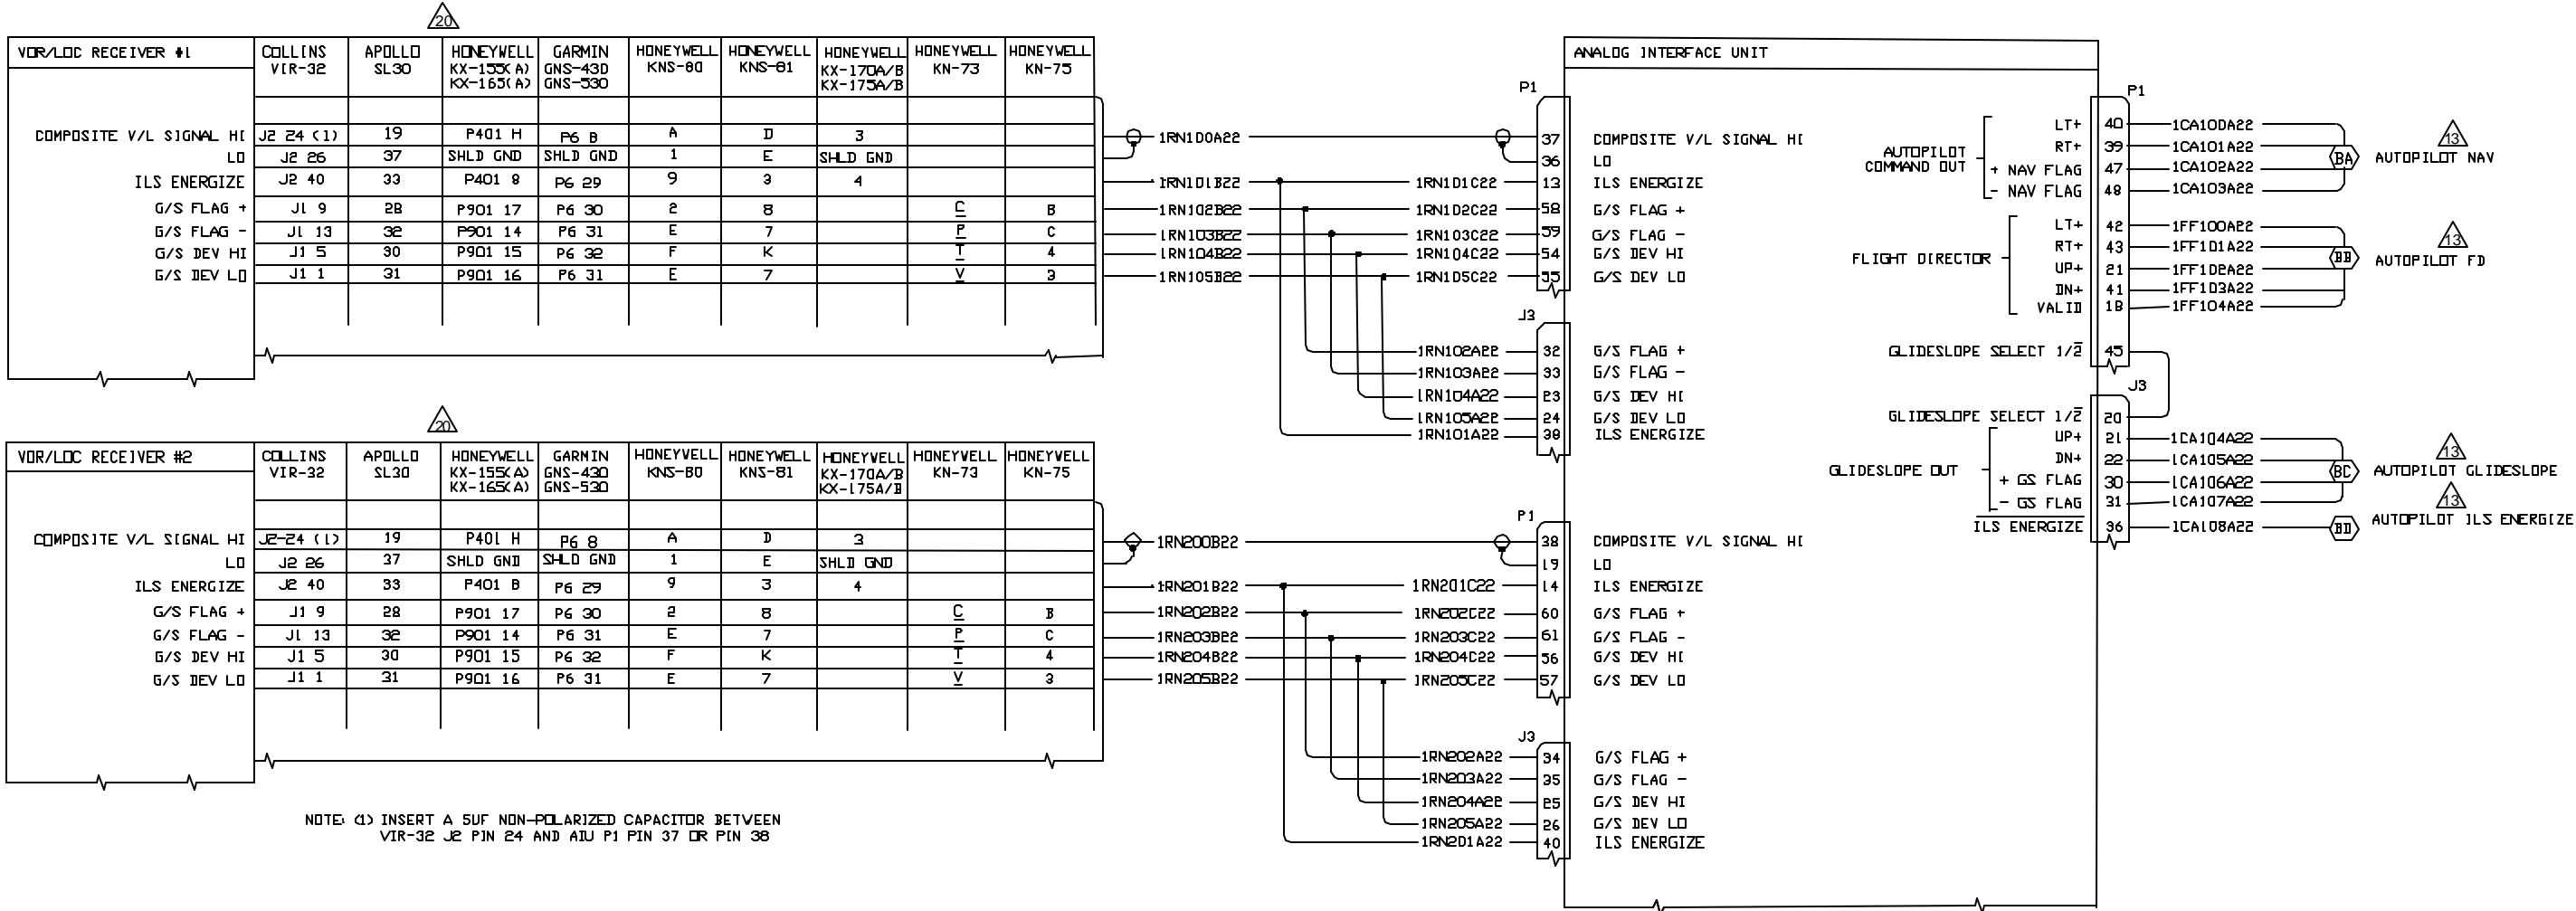 20
VOR/LOC RECEIVER #1 COLLINS VIR-32 APOLLO SL30 HONEYWELL KX-155(A) KX-165(A) GARMIN GNS-430 GNS-530 HONEYWELL KNS-80 HONEYWELL KNS-81 HONEYWELL KX-170A/B KX-175A/B HONEYWELL KN-73 HONEYWELL KN-75
COMPOSITE V/L SIGNAL HI J2 24 (1) 19 P401 H P6 8 A D 3
LO J2 26 37 SHLD GND SHLD GND 1 E SHLD GND
ILS ENERGIZE J2 40 33 P401 8 P6 29 9 3 4
G/S FLAG + J1 9 28 P901 17 P6 30 2 8 C B
G/S FLAG - J1 13 32 P901 14 P6 31 E 7 P C
G/S DEV HI J1 5 30 P901 15 P6 32 F K T 4
G/S DEV LO J1 1 31 P901 16 P6 31 E 7 V 3
1RN100A22
1RN101B22 1RN101C22
1RN102B22 1RN102C22
1RN103B22 1RN103C22
1RN104B22 1RN104C22
1RN105B22 1RN105C22
ANALOG INTERFACE UNIT
P1
37 COMPOSITE V/L SIGNAL HI
36 LO
13 ILS ENERGIZE
58 G/S FLAG +
59 G/S FLAG -
54 G/S DEV HI
55 G/S DEV LO
J3
1RN102A22 32 G/S FLAG +
1RN103A22 33 G/S FLAG -
1RN104A22 23 G/S DEV HI
1RN105A22 24 G/S DEV LO
1RN101A22 38 ILS ENERGIZE
P1
AUTOPILOT COMMAND OUT
LT+ 40 1CA100A22
RT+ 39 1CA101A22
+ NAV FLAG 47 1CA102A22
- NAV FLAG 48 1CA103A22
BA AUTOPILOT NAV
13
FLIGHT DIRECTOR
LT+ 42 1FF100A22
RT+ 43 1FF101A22
UP+ 21 1FF102A22
DN+ 41 1FF103A22
VALID 18 1FF104A22
BB AUTOPILOT FD
13
GLIDESLOPE SELECT 1/2 45
J3
GLIDESLOPE SELECT 1/2 20
GLIDESLOPE OUT
UP+ 21 1CA104A22
DN+ 22 1CA105A22
+ GS FLAG 30 1CA106A22
- GS FLAG 31 1CA107A22
BC AUTOPILOT GLIDESLOPE
13
ILS ENERGIZE 36 1CA108A22 BD AUTOPILOT ILS ENERGIZE
13
20
VOR/LOC RECEIVER #2 COLLINS VIR-32 APOLLO SL30 HONEYWELL KX-155(A) KX-165(A) GARMIN GNS-430 GNS-530 HONEYWELL KNS-80 HONEYWELL KNS-81 HONEYWELL KX-170A/B KX-175A/B HONEYWELL KN-73 HONEYWELL KN-75
COMPOSITE V/L SIGNAL HI J2-24 (1) 19 P401 H P6 8 A D 3
LO J2 26 37 SHLD GND SHLD GND 1 E SHLD GND
ILS ENERGIZE J2 40 33 P401 8 P6 29 9 3 4
G/S FLAG + J1 9 28 P901 17 P6 30 2 8 C B
G/S FLAG - J1 13 32 P901 14 P6 31 E 7 P C
G/S DEV HI J1 5 30 P901 15 P6 32 F K T 4
G/S DEV LO J1 1 31 P901 16 P6 31 E 7 V 3
1RN200B22
1RN201B22 1RN201C22
1RN202B22 1RN202C22
1RN203B22 1RN203C22
1RN204B22 1RN204C22
1RN205B22 1RN205C22
P1
38 COMPOSITE V/L SIGNAL HI
19 LO
14 ILS ENERGIZE
60 G/S FLAG +
61 G/S FLAG -
56 G/S DEV HI
57 G/S DEV LO
J3
1RN202A22 34 G/S FLAG +
1RN203A22 35 G/S FLAG -
1RN204A22 25 G/S DEV HI
1RN205A22 26 G/S DEV LO
1RN201A22 40 ILS ENERGIZE
NOTE: (1) INSERT A 5UF NON-POLARIZED CAPACITOR BETWEEN
VIR-32 J2 PIN 24 AND AIU P1 PIN 37 OR PIN 38